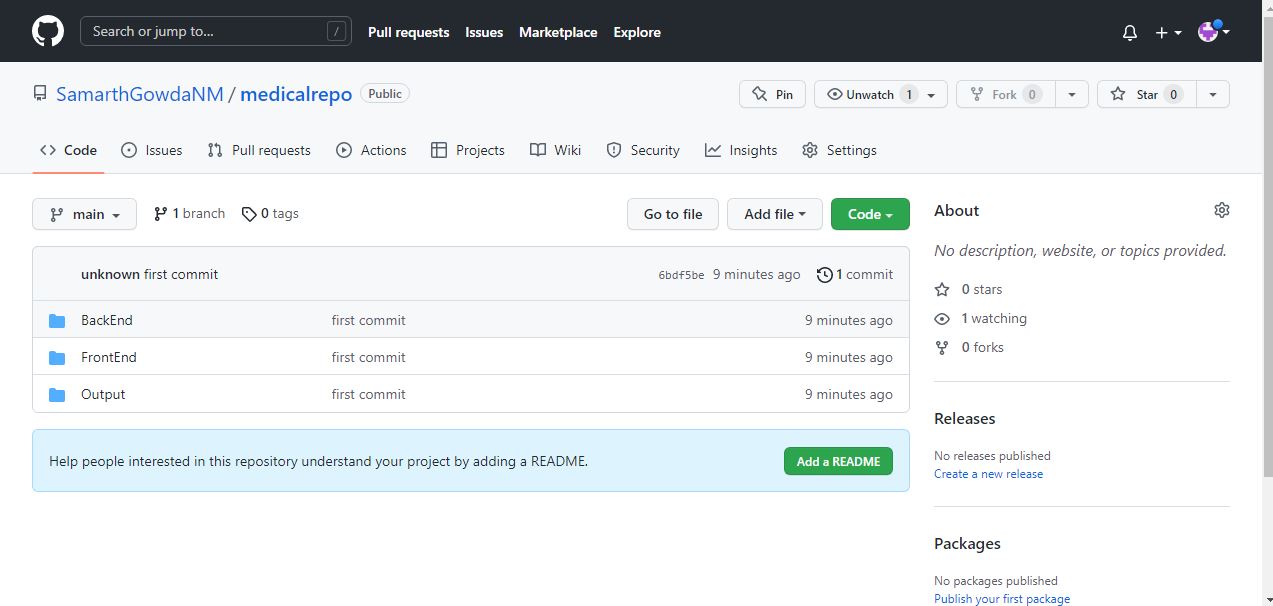 Search or jump to... / Pull requests Issues Marketplace Explore
SamarthGowdaNM / medicalrepo Public Pin Unwatch 1 Fork 0 Star 0
Code Issues Pull requests Actions Projects Wiki Security Insights Settings
main 1 branch 0 tags Go to file Add file Code
unknown first commit 6bdf5be 9 minutes ago 1 commit
BackEnd first commit 9 minutes ago
FrontEnd first commit 9 minutes ago
Output first commit 9 minutes ago
Help people interested in this repository understand your project by adding a README. Add a README
About
No description, website, or topics provided.
0 stars
1 watching
0 forks
Releases
No releases published
Create a new release
Packages
No packages published
Publish your first package